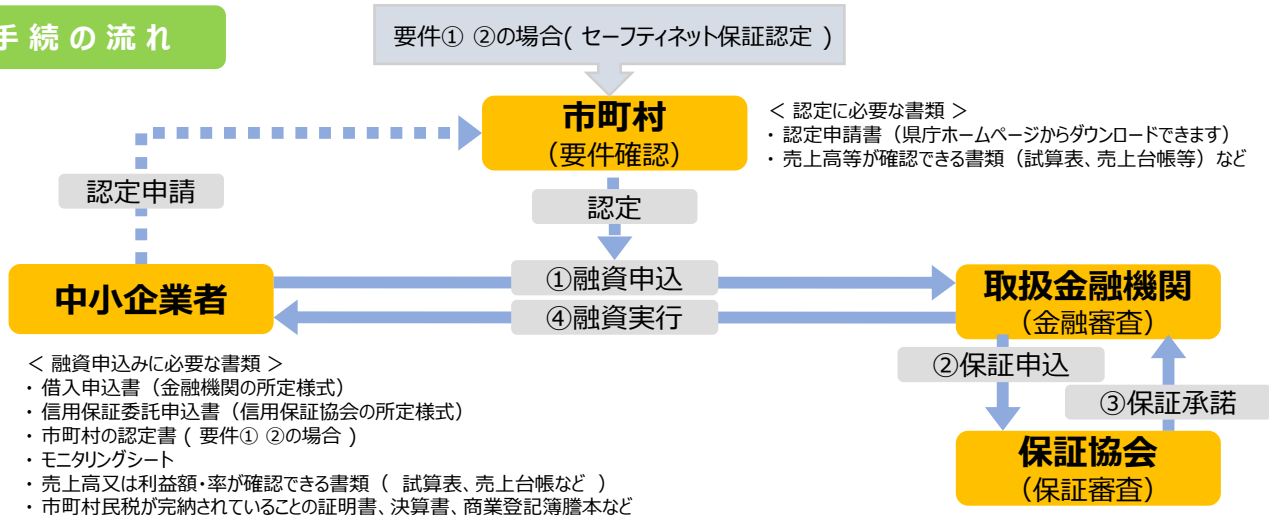 手続の流れ
要件① ②の場合( セーフティネット保証認定 )
市町村
（要件確認）
＜ 認定に必要な書類 ＞
・ 認定申請書（県庁ホームページからダウンロードできます）
・ 売上高等が確認できる書類（試算表、売上台帳等）など
認定申請
認定
中小企業者
①融資申込
④融資実行
取扱金融機関
（金融審査）
②保証申込
③保証承諾
保証協会
（保証審査）
＜ 融資申込みに必要な書類 ＞
・ 借入申込書（金融機関の所定様式）
・ 信用保証委託申込書（信用保証協会の所定様式）
・ 市町村の認定書 ( 要件① ②の場合 )
・ モニタリングシート
・ 売上高又は利益額・率が確認できる書類（ 試算表、売上台帳など ）
・ 市町村民税が完納されていることの証明書、決算書、商業登記簿謄本など